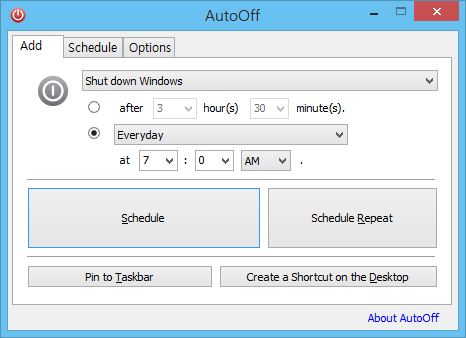 AutoOff
Add Schedule Options
Shut down Windows
after 3 hour(s) 30 minute(s).
Everyday
at 7 : 0 AM .
Schedule Schedule Repeat
Pin to Taskbar Create a Shortcut on the Desktop
About AutoOff